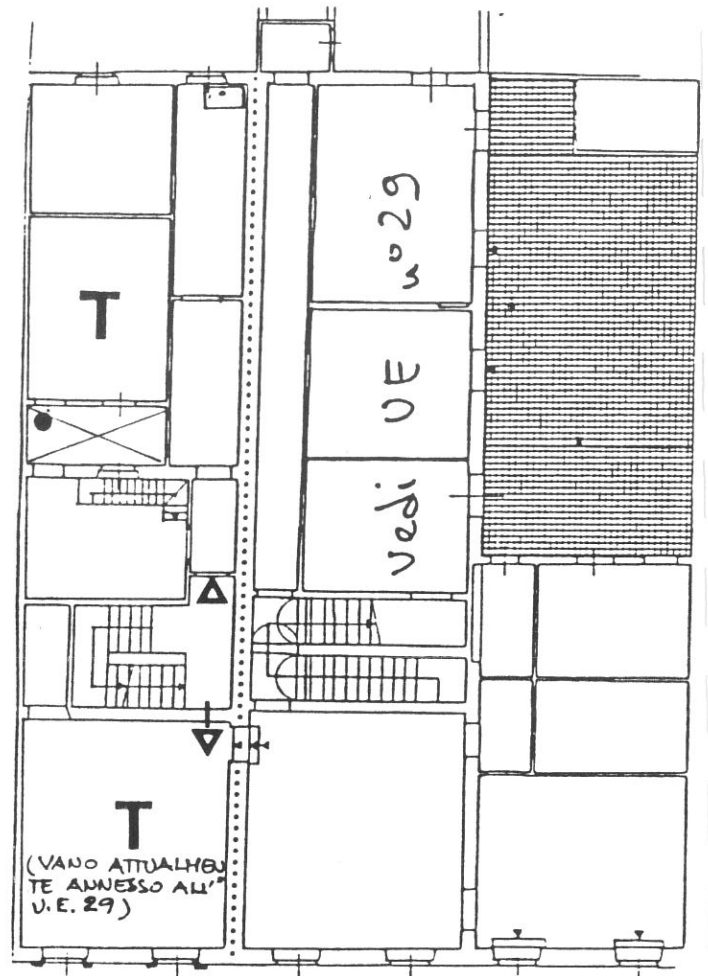 T
T
(VANO ATTUALMEN
TE ANNESSO ALL'
U.E. 29)
vedi UE n° 29